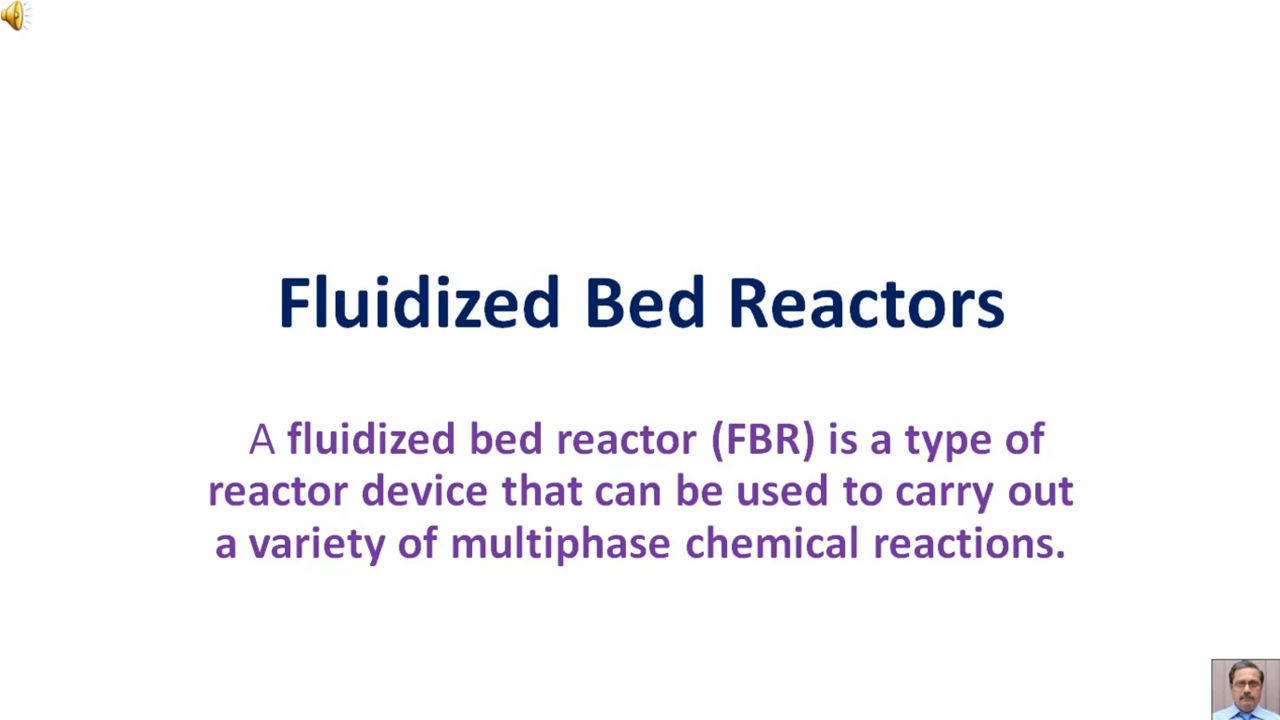 Fluidized Bed Reactors
A fluidized bed reactor (FBR) is a type of
reactor device that can be used to carry out
a variety of multiphase chemical reactions.